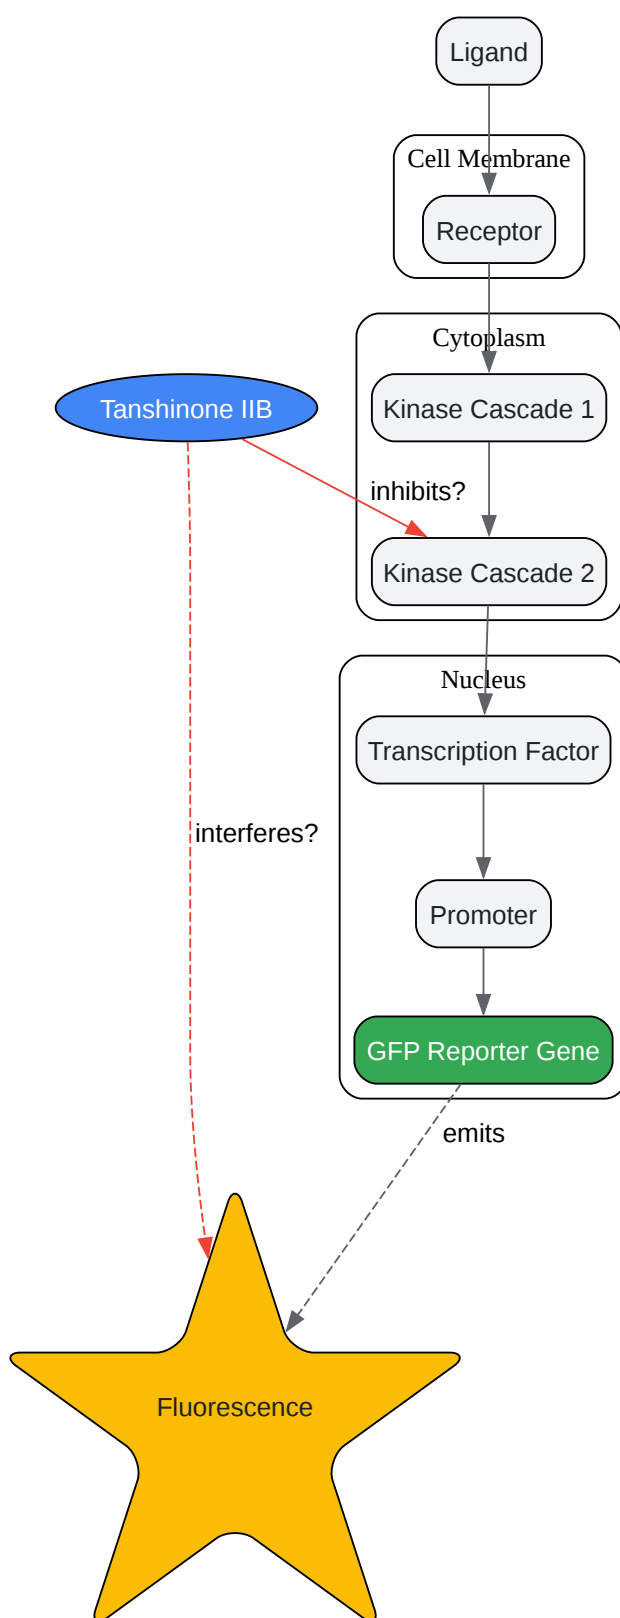 Ligand
Cell Membrane
Receptor
Cytoplasm
Kinase Cascade 1
Tanshinone IIB
inhibits?
Kinase Cascade 2
Nucleus
Transcription Factor
interferes?
Promoter
GFP Reporter Gene
emits
Fluorescence